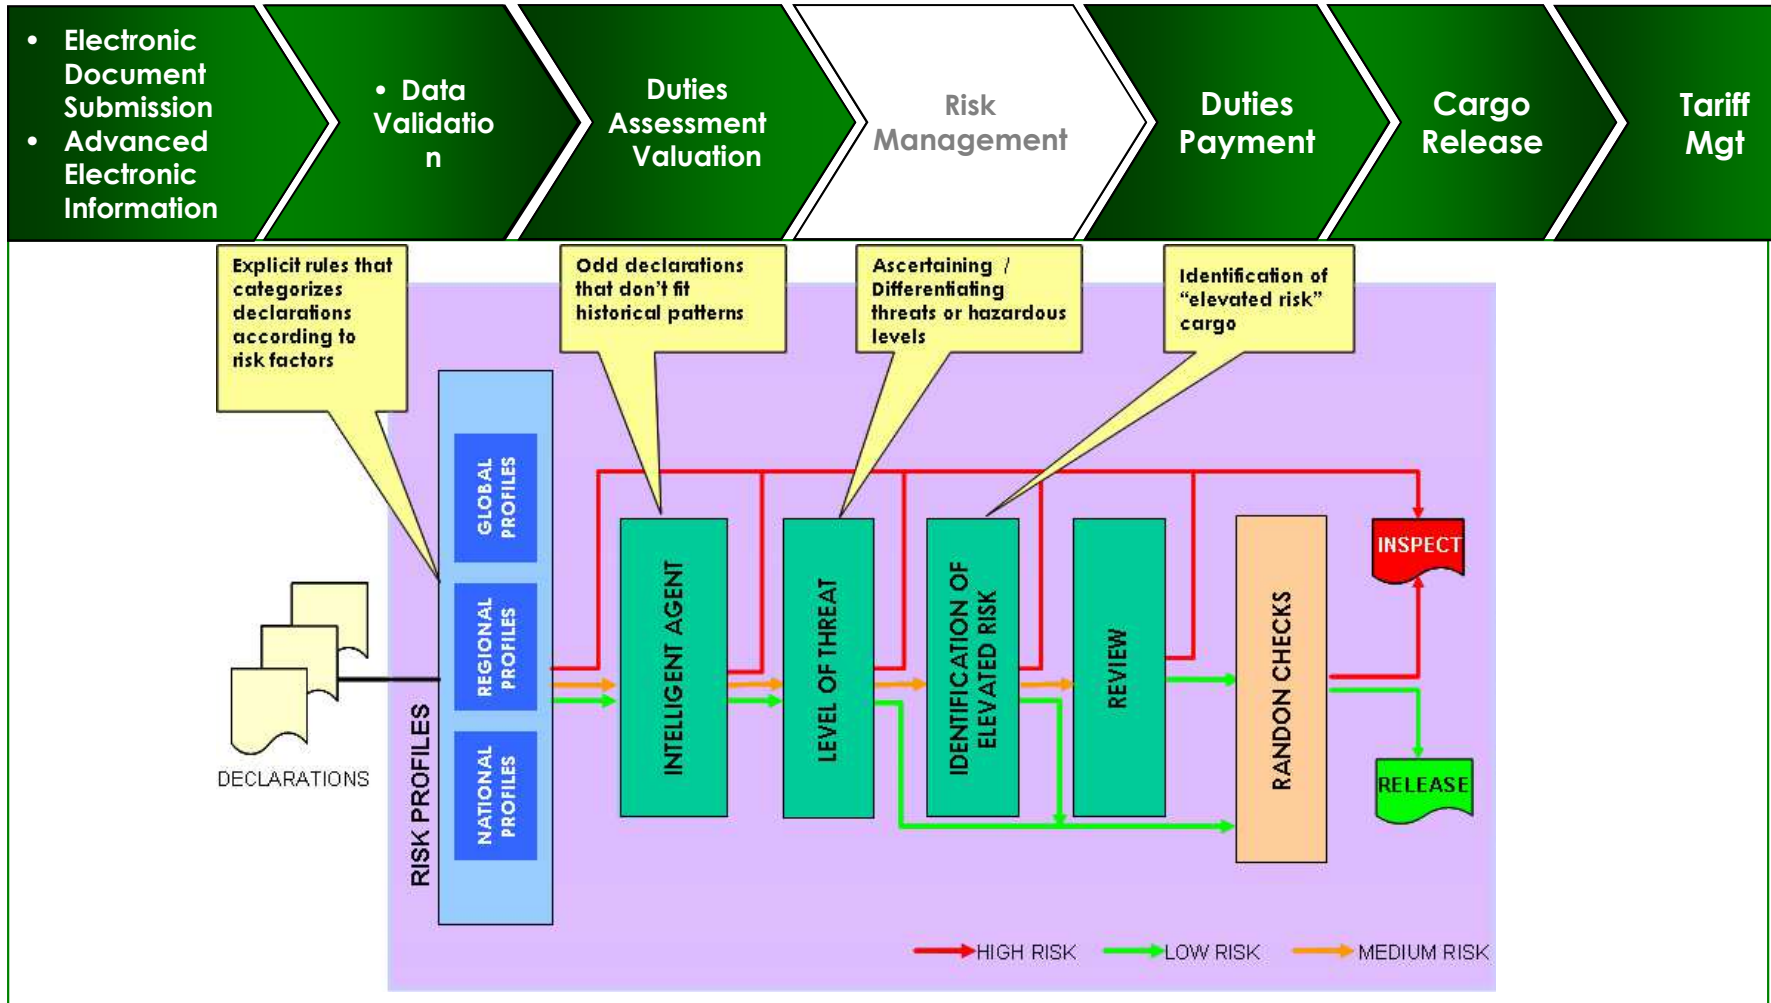 • Electronic
Document
Submission
• Advanced
Electronic
Information
• Data
Validatio
n
Duties
Assessment
Valuation
Risk
Management
Duties
Payment
Cargo
Release
Tariff
Mgt
Explicit rules that
categorizes
declarations
according to
risk factors
Odd declarations
that don't fit
historical patterns
Ascertaining /
Differentiating
threats or hazardous
levels
Identification of
“elevated risk”
cargo
DECLARATIONS
RISK PROFILES
GLOBAL
PROFILES
REGIONAL
PROFILES
NATIONAL
PROFILES
INTELLIGENT AGENT
LEVEL OF THREAT
IDENTIFICATION OF
ELEVATED RISK
REVIEW
RANDON CHECKS
INSPECT
RELEASE
HIGH RISK
LOW RISK
MEDIUM RISK